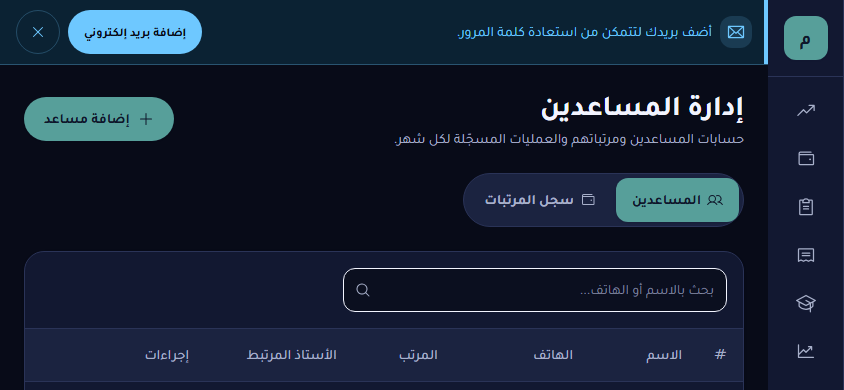 م
أضف بريدك لتتمكن من استعادة كلمة المرور.
إضافة بريد إلكتروني
إدارة المساعدين
حسابات المساعدين ومرتباتهم والعمليات المسجّلة لكل شهر.
إضافة مساعد
المساعدين
سجل المرتبات
بحث بالاسم أو الهاتف...
# الاسم الهاتف المرتب الأستاذ المرتبط إجراءات